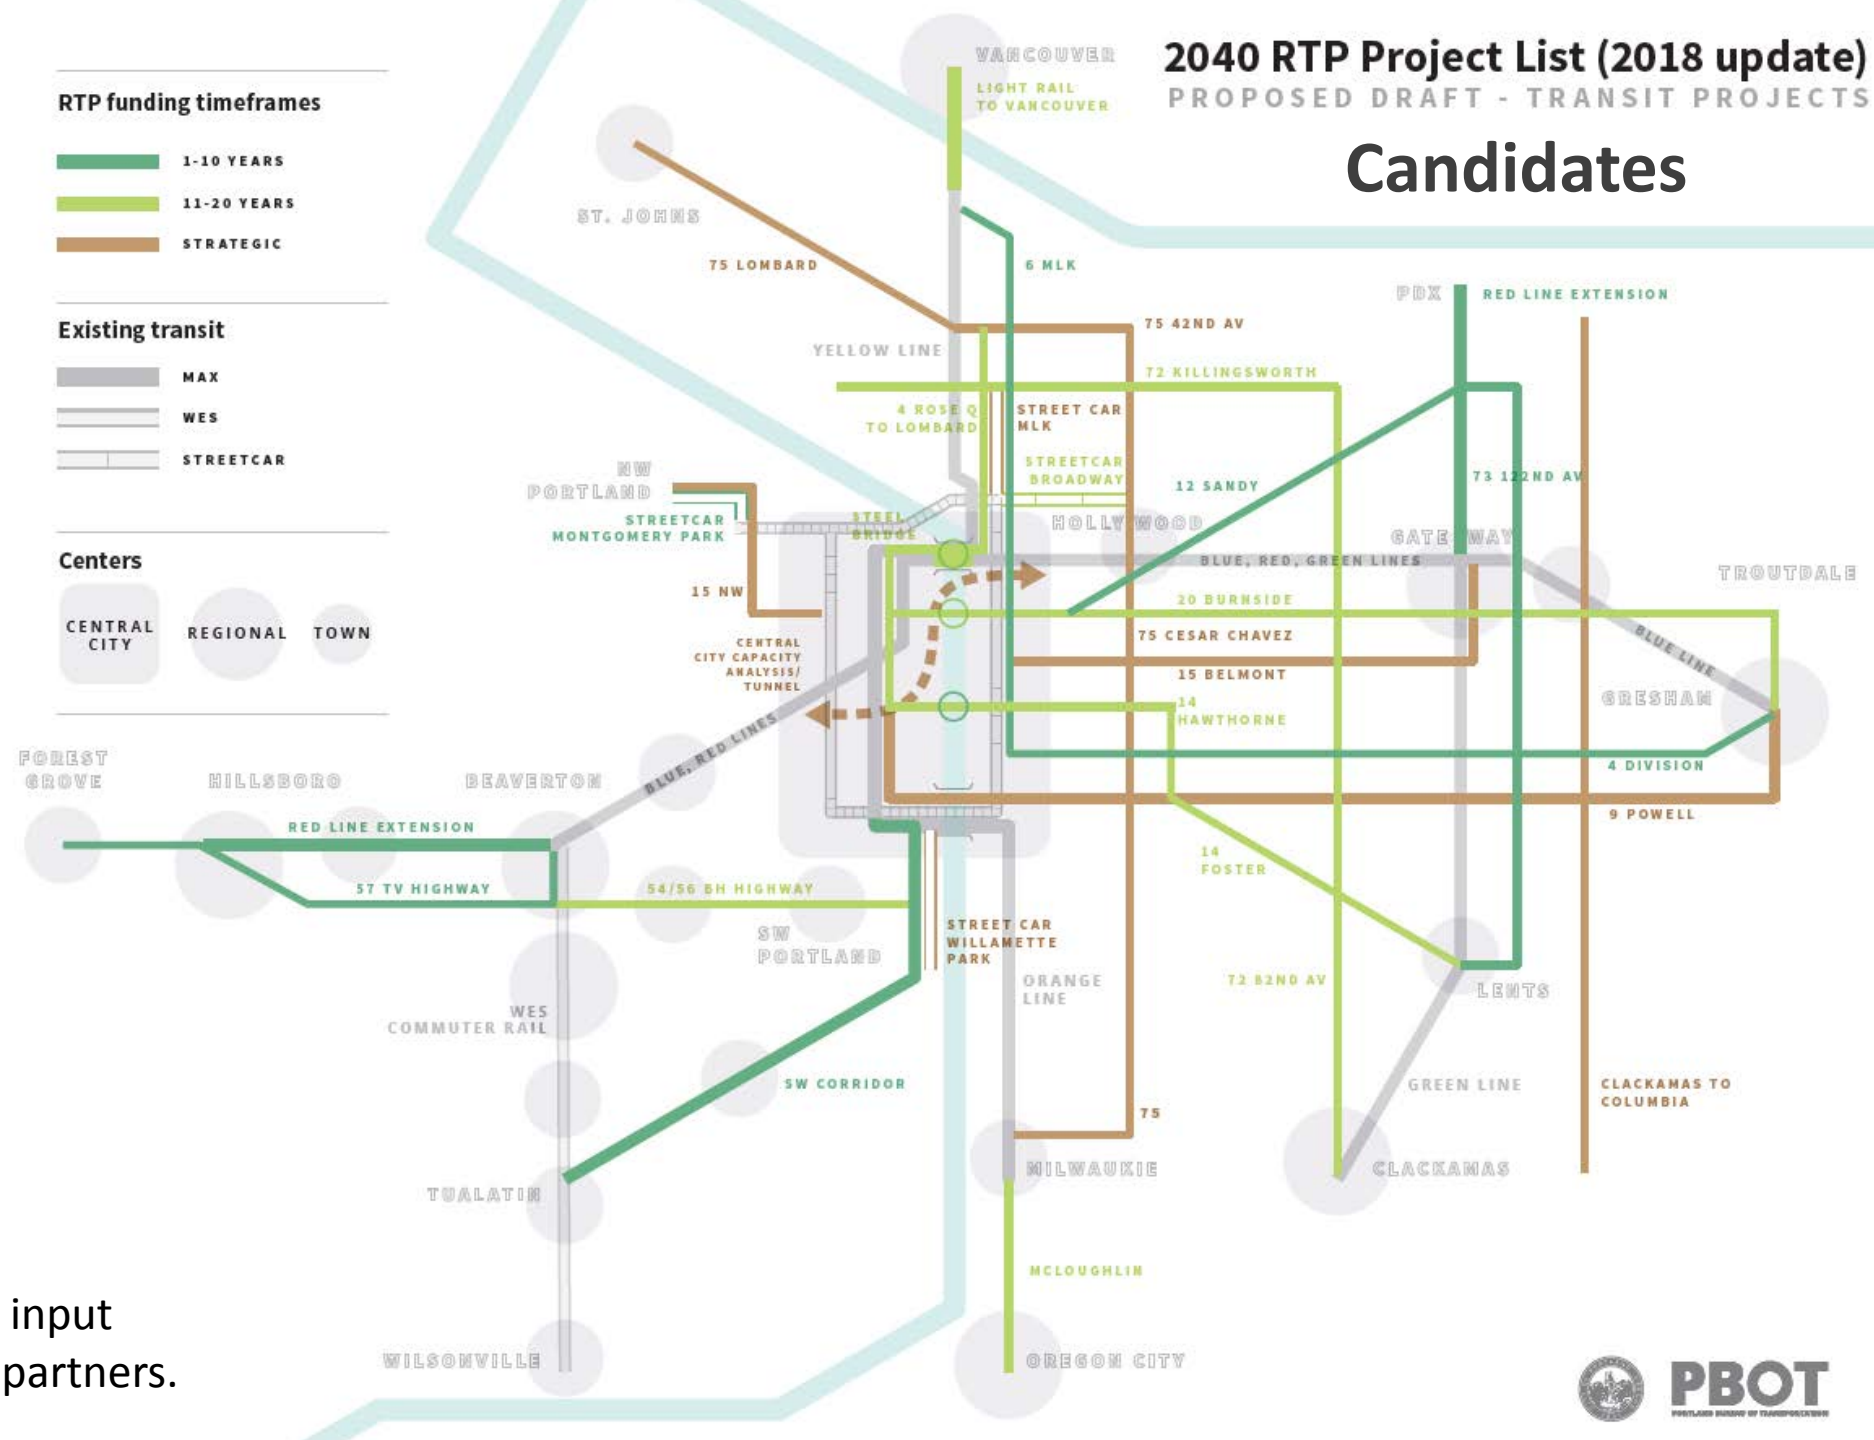 2040 RTP Project List (2018 update)
PROPOSED DRAFT - TRANSIT PROJECTS
Candidates
RTP funding timeframes
1-10 YEARS
11-20 YEARS
STRATEGIC
Existing transit
MAX
WES
STREETCAR
Centers
CENTRAL
CITY
REGIONAL
TOWN
VANCOUVER
LIGHT RAIL
TO VANCOUVER
ST. JOHNS
75 LOMBARD
6 MLK
PDX
RED LINE EXTENSION
75 42ND AV
YELLOW LINE
72 KILLINGSWORTH
4 ROSE Q
TO LOMBARD
STREET CAR
MLK
STREETCAR
BROADWAY
12 SANDY
73 122ND AV
NW
PORTLAND
STREETCAR
MONTGOMERY PARK
STEEL
BRIDGE
HOLLYWOOD
GATEWAY
BLUE, RED, GREEN LINES
TROUTDALE
15 NW
20 BURNSIDE
75 CESAR CHAVEZ
BLUE LINE
CENTRAL
CITY CAPACITY
ANALYSIS/
TUNNEL
15 BELMONT
14
HAWTHORNE
GRESHAM
BLUE, RED LINES
4 DIVISION
FOREST
GROVE
HILLSBORO
BEAVERTON
RED LINE EXTENSION
9 POWELL
57 TV HIGHWAY
54/56 BH HIGHWAY
14
FOSTER
SW
PORTLAND
STREET CAR
WILLAMETTE
PARK
ORANGE
LINE
72 82ND AV
LENTS
WES
COMMUTER RAIL
SW CORRIDOR
GREEN LINE
CLACKAMAS TO
COLUMBIA
75
MILWAUKIE
CLACKAMAS
TUALATIN
MCLOUGHLIN
WILSONVILLE
OREGON CITY
input
partners.
PBOT
PORTLAND BUREAU OF TRANSPORTATION